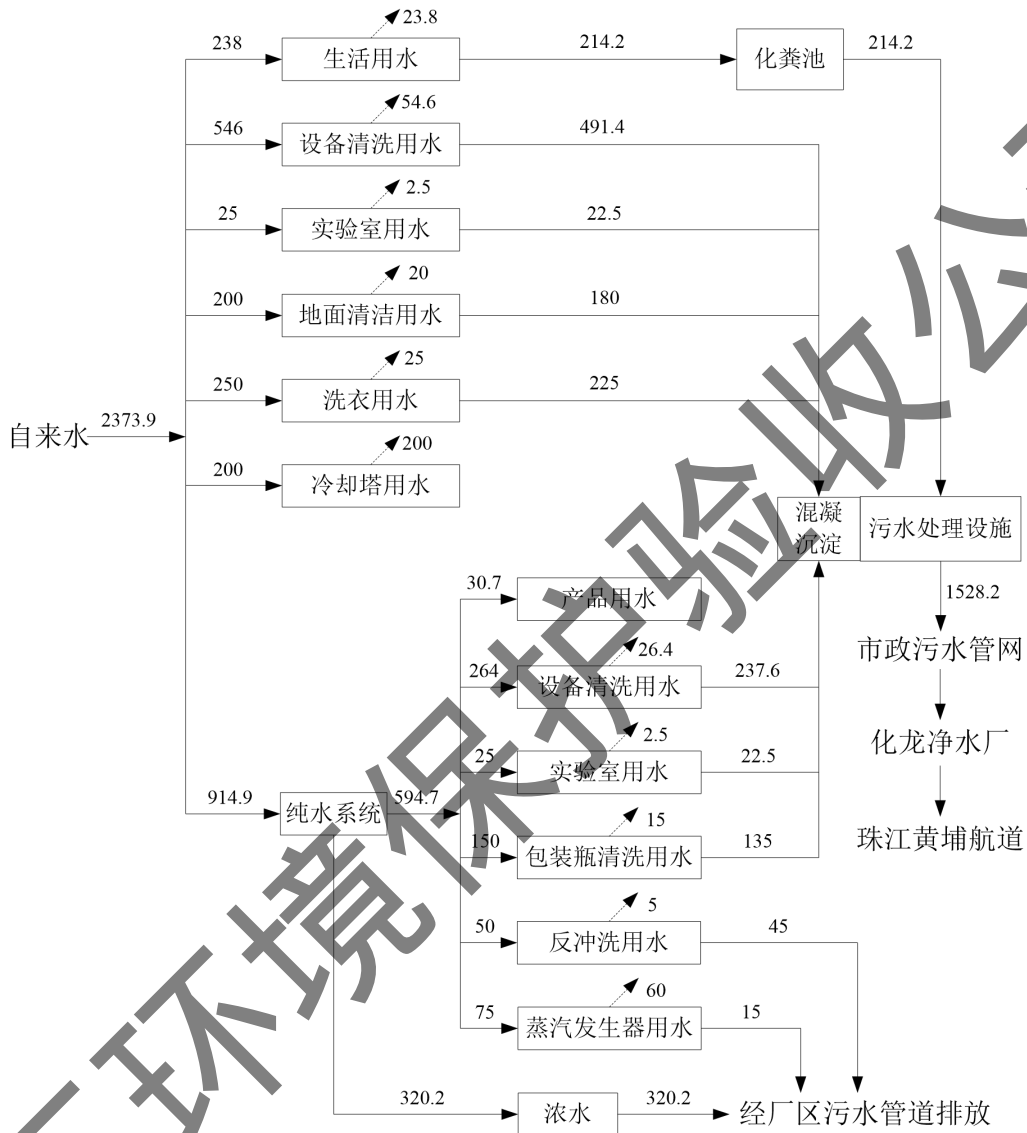 23.8
238
生活用水
214.2
化粪池
214.2
54.6
546
设备清洗用水
491.4
2.5
25
实验室用水
22.5
20
200
地面清洁用水
180
25
250
洗衣用水
225
自来水
2373.9
200
200
冷却塔用水
混凝
沉淀
污水处理设施
30.7
产品用水
1528.2
市政污水管网
26.4
264
设备清洗用水
237.6
2.5
25
实验室用水
22.5
化龙净水厂
914.9
纯水系统
594.7
15
150
包装瓶清洗用水
135
珠江黄埔航道
5
50
反冲洗用水
45
60
75
蒸汽发生器用水
15
320.2
浓水
320.2
经厂区污水管道排放
环境保护验收公